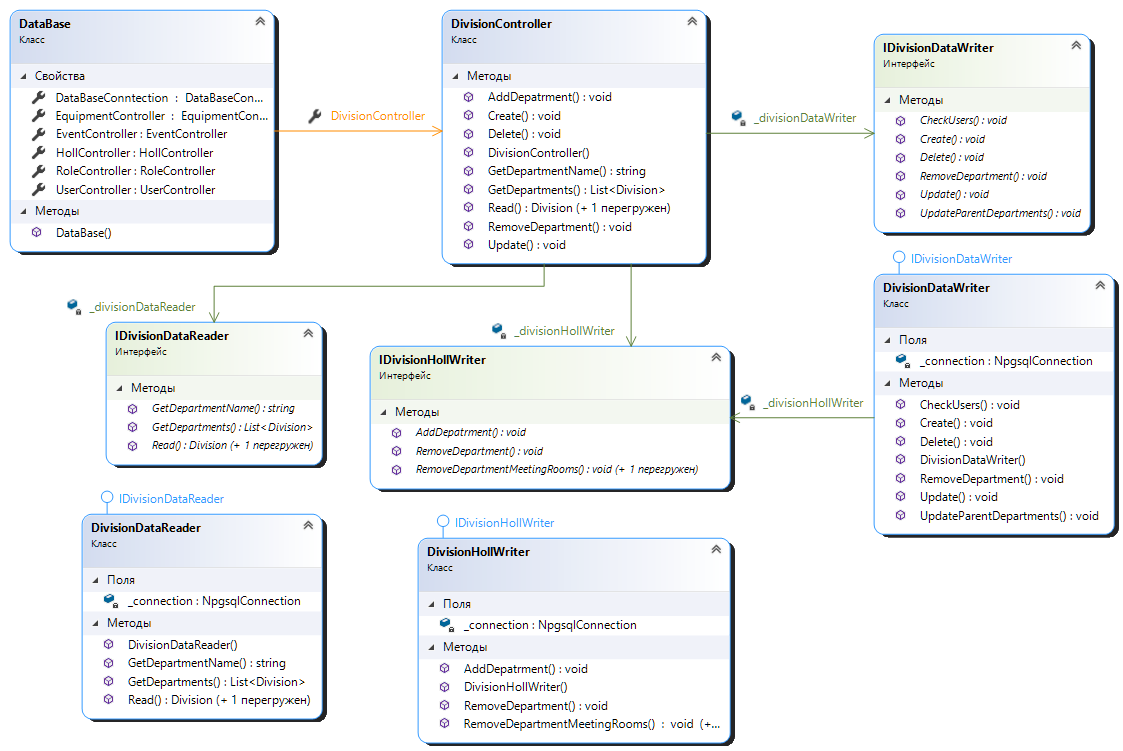 DataBase
Класс
Свойства
DataBaseConntection : DataBaseCon...
EquipmentController : EquipmentCon...
EventController : EventController
HollController : HollController
RoleController : RoleController
UserController : UserController
Методы
DataBase()
DivisionController
DivisionController
Класс
Методы
AddDepatrment() : void
Create() : void
Delete() : void
DivisionController()
GetDepartmentName() : string
GetDepartments() : List<Division>
Read() : Division (+ 1 перегружен)
RemoveDepartment() : void
Update() : void
_divisionDataWriter
IDivisionDataWriter
Интерфейс
Методы
CheckUsers() : void
Create() : void
Delete() : void
RemoveDepartment() : void
Update() : void
UpdateParentDepartments() : void
_divisionDataReader
IDivisionDataReader
Интерфейс
Методы
GetDepartmentName() : string
GetDepartments() : List<Division>
Read() : Division (+ 1 перегружен)
_divisionHollWriter
IDivisionHollWriter
Интерфейс
Методы
AddDepatrment() : void
RemoveDepartment() : void
RemoveDepartmentMeetingRooms() : void (+ 1 перегружен)
_divisionHollWriter
IDivisionDataWriter
DivisionDataWriter
Класс
Поля
_connection : NpgsqlConnection
Методы
CheckUsers() : void
Create() : void
Delete() : void
DivisionDataWriter()
RemoveDepartment() : void
Update() : void
UpdateParentDepartments() : void
IDivisionDataReader
DivisionDataReader
Класс
Поля
_connection : NpgsqlConnection
Методы
DivisionDataReader()
GetDepartmentName() : string
GetDepartments() : List<Division>
Read() : Division (+ 1 перегружен)
IDivisionHollWriter
DivisionHollWriter
Класс
Поля
_connection : NpgsqlConnection
Методы
AddDepatrment() : void
DivisionHollWriter()
RemoveDepartment() : void
RemoveDepartmentMeetingRooms() : void (+...